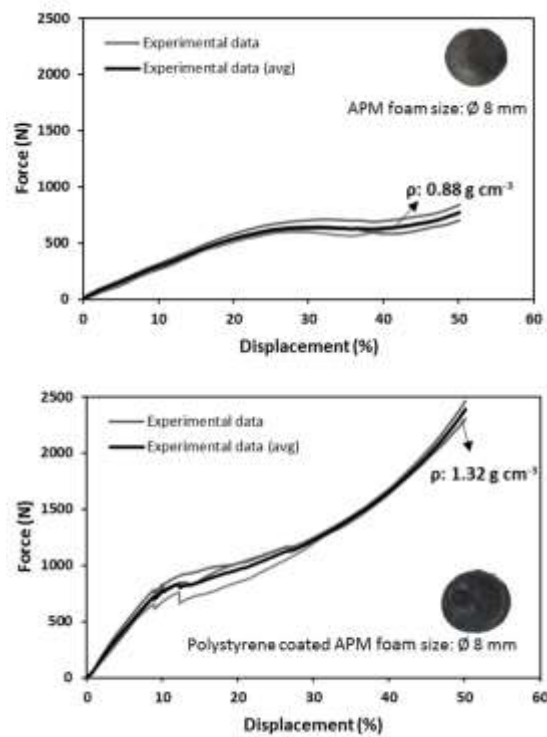 2500
Experimental data
Experimental data (avg)
2000
APM foam size: Ø 8 mm
1500
Force (N)
1000
ρ: 0.88 g cm⁻³
500
0
0 10 20 30 40 50 60
Displacement (%)
2500
Experimental data
Experimental data (avg)
2000
ρ: 1.32 g cm⁻³
1500
Force (N)
1000
500
Polystyrene coated APM foam size: Ø 8 mm
0
0 10 20 30 40 50 60
Displacement (%)